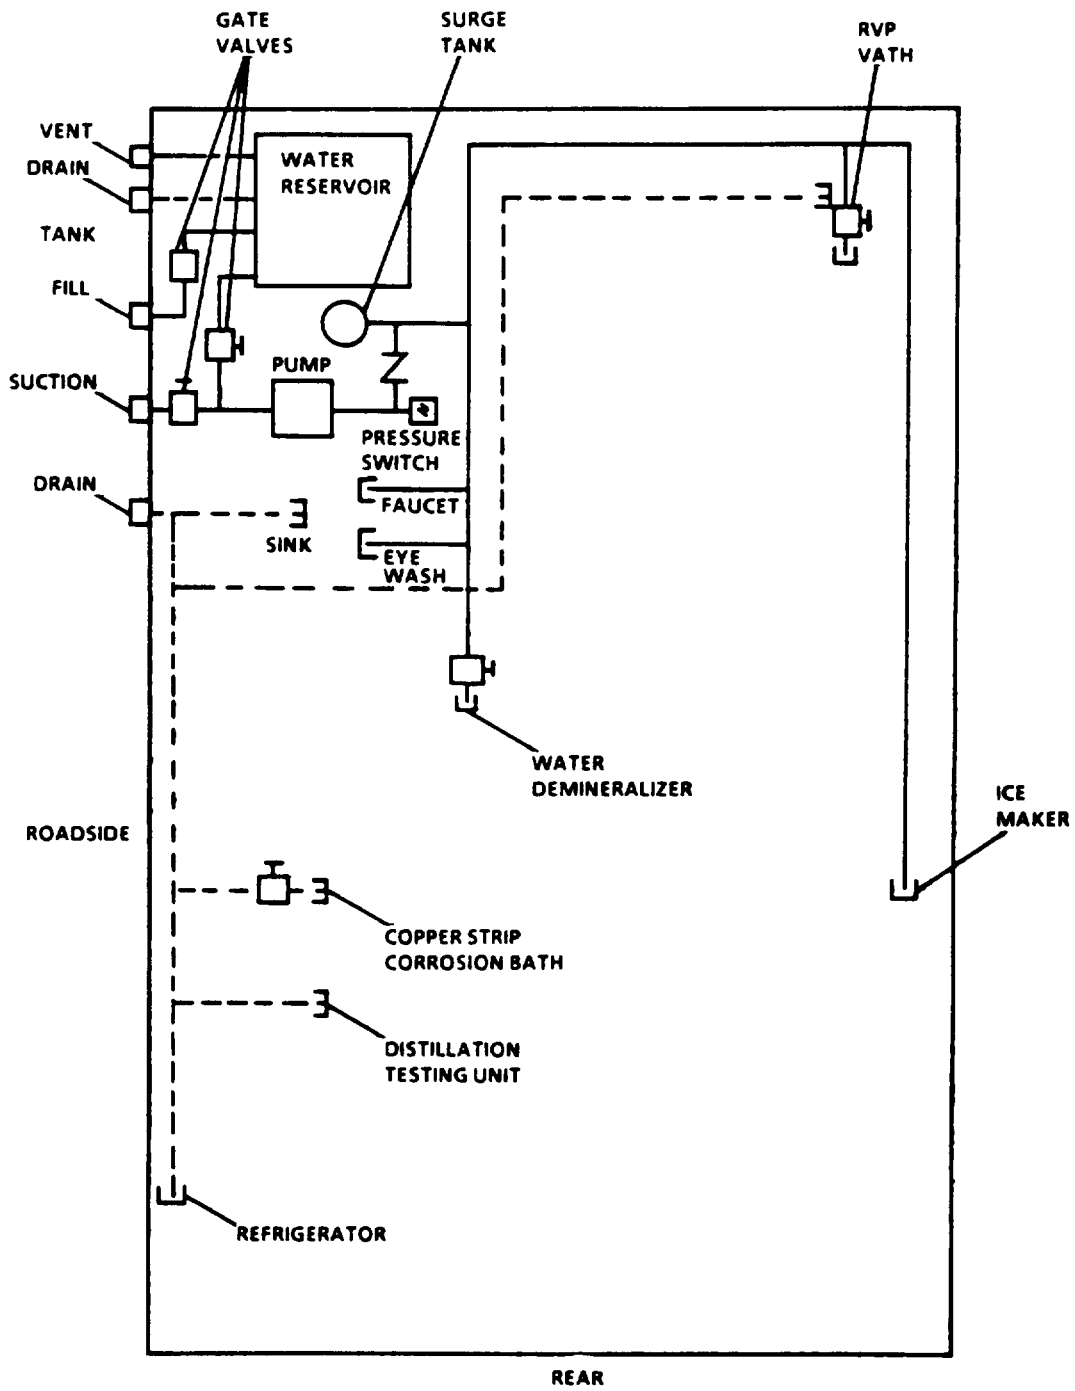 GATE
VALVES
SURGE
TANK
RVP
VATH
VENT
DRAIN
TANK
FILL
SUCTION
DRAIN
WATER
RESERVOIR
PUMP
PRESSURE
SWITCH
FAUCET
SINK
EYE
WASH
WATER
DEMINERALIZER
ICE
MAKER
ROADSIDE
COPPER STRIP
CORROSION BATH
DISTILLATION
TESTING UNIT
REFRIGERATOR
REAR